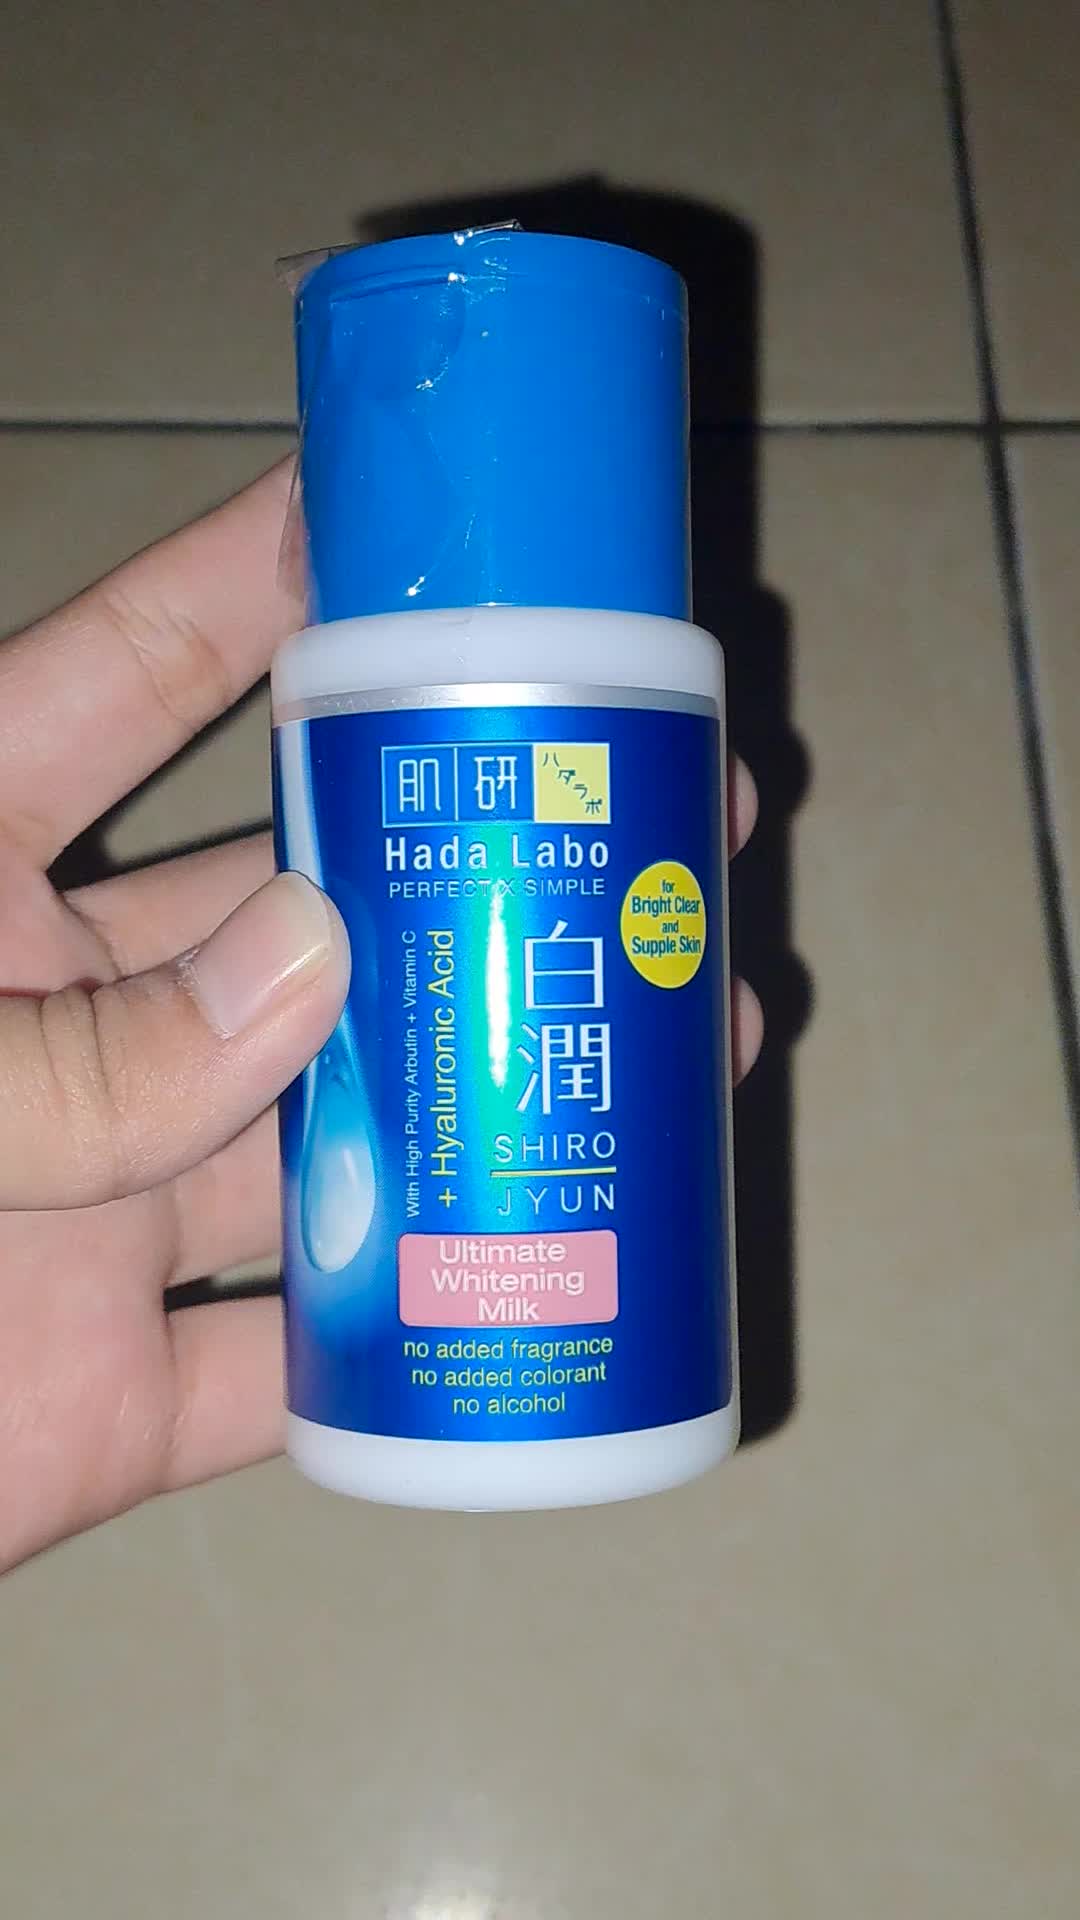 肌研 ハダラボ
Hada Labo
PERFECT X SIMPLE
for
Bright Clear
and
Supple Skin
With High Purity Arbutin + Vitamin C
+ Hyaluronic Acid
白潤
SHIRO
JYUN
Ultimate
Whitening
Milk
no added fragrance
no added colorant
no alcohol